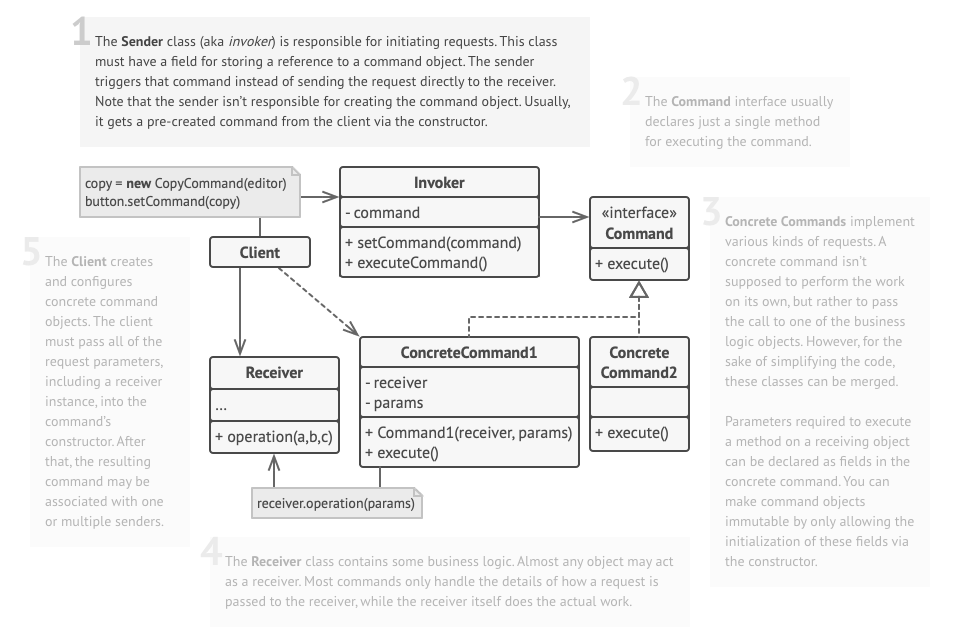 1
The Sender class (aka invoker) is responsible for initiating requests. This class
must have a field for storing a reference to a command object. The sender
triggers that command instead of sending the request directly to the receiver.
Note that the sender isn't responsible for creating the command object. Usually,
it gets a pre-created command from the client via the constructor.
2
The Command interface usually
declares just a single method
for executing the command.
copy = new CopyCommand(editor)
button.setCommand(copy)
Invoker
- command
+ setCommand(command)
+ executeCommand()
«interface»
Command
+ execute()
3
Concrete Commands implement
various kinds of requests. A
concrete command isn't
supposed to perform the work
on its own, but rather to pass
the call to one of the business
logic objects. However, for the
sake of simplifying the code,
these classes can be merged.
Parameters required to execute
a method on a receiving object
can be declared as fields in the
concrete command. You can
make command objects
immutable by only allowing the
initialization of these fields via
the constructor.
5
The Client creates
and configures
concrete command
objects. The client
must pass all of the
request parameters,
including a receiver
instance, into the
command's
constructor. After
that, the resulting
command may be
associated with one
or multiple senders.
Client
Receiver
...
+ operation(a,b,c)
ConcreteCommand1
- receiver
- params
+ Command1(receiver, params)
+ execute()
Concrete
Command2
+ execute()
receiver.operation(params)
4
The Receiver class contains some business logic. Almost any object may act
as a receiver. Most commands only handle the details of how a request is
passed to the receiver, while the receiver itself does the actual work.